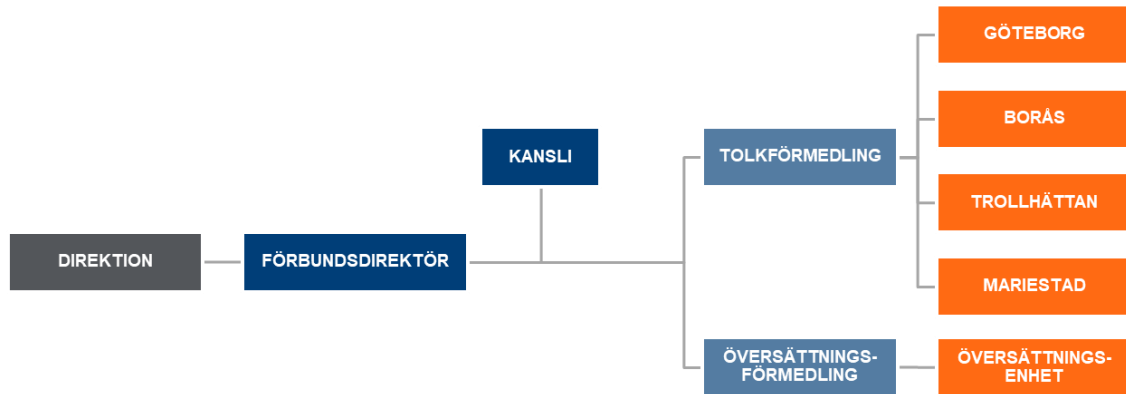 DIREKTION
FÖRBUNDSDIREKTÖR
KANSLI
TOLKFÖRMEDLING
GÖTEBORG
BORÅS
TROLLHÄTTAN
MARIESTAD
ÖVERSÄTTNINGS-
FÖRMEDLING
ÖVERSÄTTNINGS-
ENHET